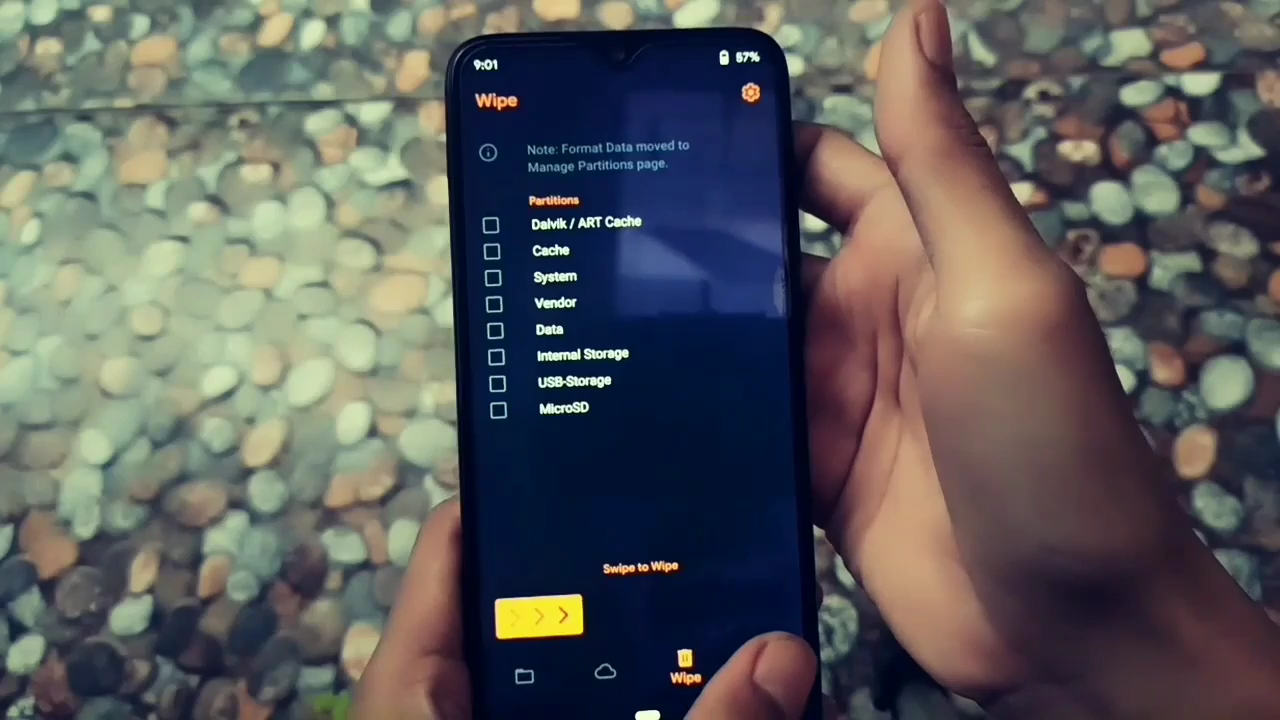 9:01
57%
Wipe
Note: Format Data moved to
Manage Partitions page.
Partitions
Dalvik / ART Cache
Cache
System
Vendor
Data
Internal Storage
USB-Storage
MicroSD
Swipe to Wipe
Wipe